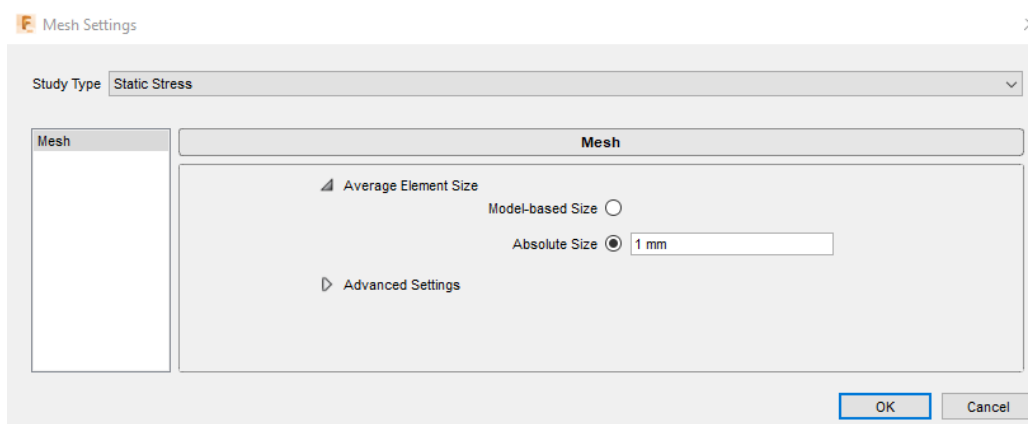 Mesh Settings
Study Type Static Stress
Mesh
Mesh
Average Element Size
Model-based Size
Absolute Size 1 mm
Advanced Settings
OK Cancel